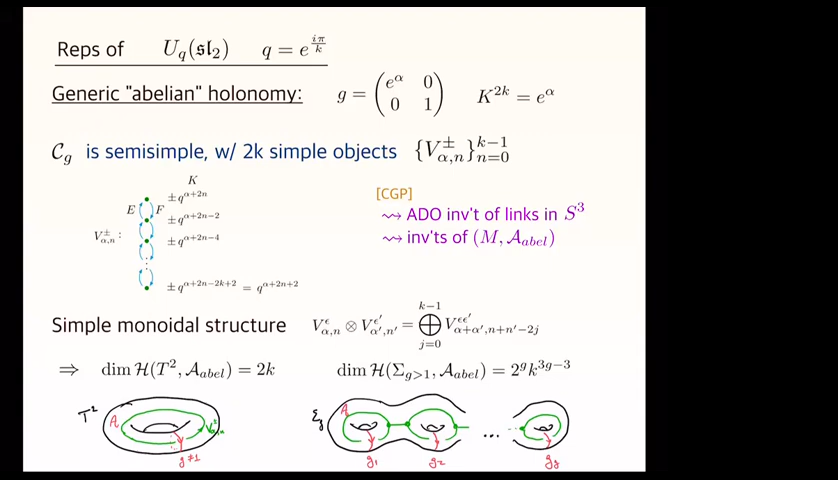 Reps of U_q(𝔰𝔩_2) q = e^{iπ/k}
Generic "abelian" holonomy: g = (e^α 0 ; 0 1) K^{2k} = e^α
𝒞_g is semisimple, w/ 2k simple objects {V^±_{α,n}}^{k−1}_{n=0}
K
±q^{α+2n}
E F
±q^{α+2n−2}
V^±_{α,n} :
±q^{α+2n−4}
±q^{α+2n−2k+2} = q^{α+2n+2}
[CGP]
⇝ ADO inv't of links in S^3
⇝ inv'ts of (M, 𝒜_{abel})
Simple monoidal structure V^ϵ_{α,n} ⊗ V^{ϵ'}_{α',n'} = ⊕^{k−1}_{j=0} V^{ϵϵ'}_{α+α',n+n'−2j}
⇒ dim ℋ(T^2, 𝒜_{abel}) = 2k dim ℋ(Σ_{g>1}, 𝒜_{abel}) = 2^g k^{3g−3}
T^2 A g≠1
Σ_g A g_1 g_2 ... g_g